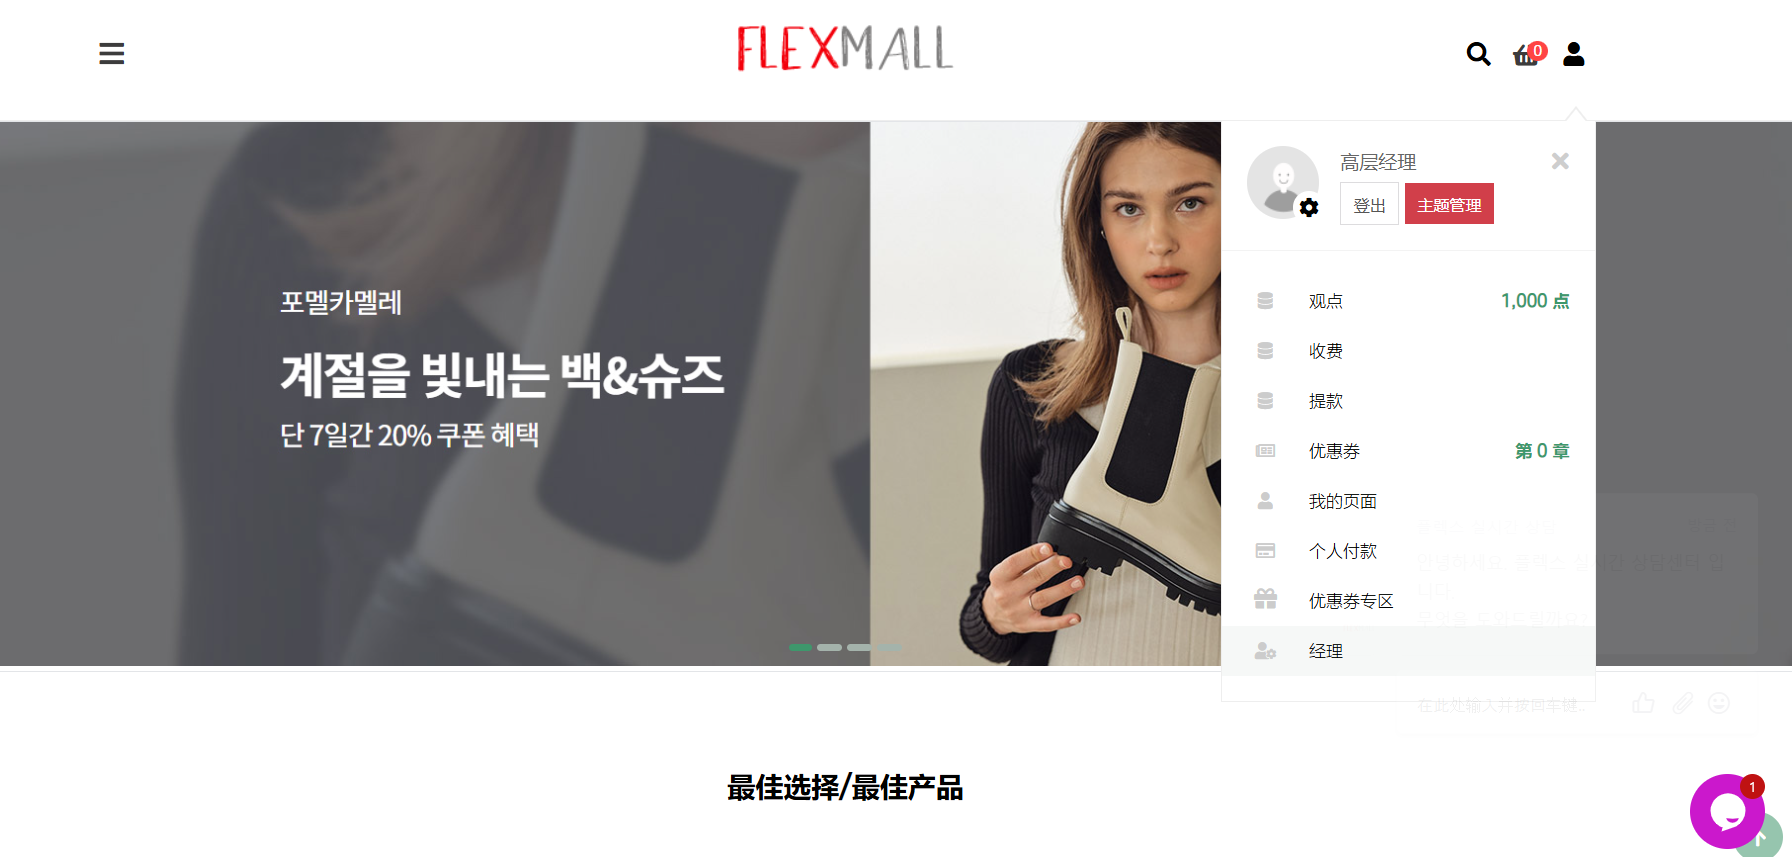 FLEXMALL
0
高层经理
登出
主题管理
포멜카멜레
계절을 빛내는 백&슈즈
단 7일간 20% 쿠폰 혜택
观点 1,000 点
收费
提款
优惠券 第 0 章
我的页面
个人付款
优惠券专区
经理
在此处输入并按回车键..
最佳选择/最佳产品
1